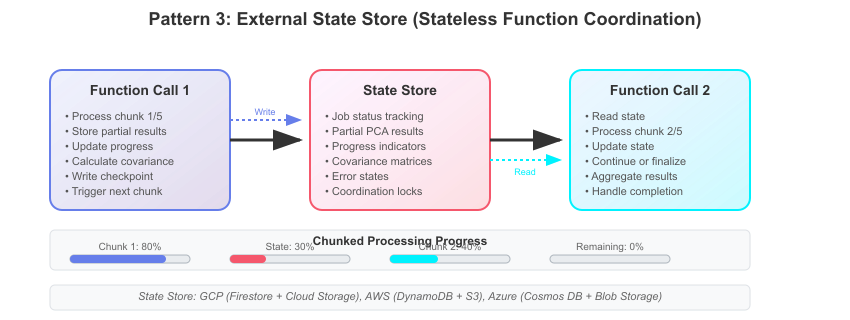 Pattern 3: External State Store (Stateless Function Coordination)
Function Call 1
• Process chunk 1/5
• Store partial results
• Update progress
• Calculate covariance
• Write checkpoint
• Trigger next chunk
Write
State Store
• Job status tracking
• Partial PCA results
• Progress indicators
• Covariance matrices
• Error states
• Coordination locks
Read
Function Call 2
• Read state
• Process chunk 2/5
• Update state
• Continue or finalize
• Aggregate results
• Handle completion
Chunked Processing Progress
Chunk 1: 80%
State: 30%
Chunk 2: 40%
Remaining: 0%
State Store: GCP (Firestore + Cloud Storage), AWS (DynamoDB + S3), Azure (Cosmos DB + Blob Storage)